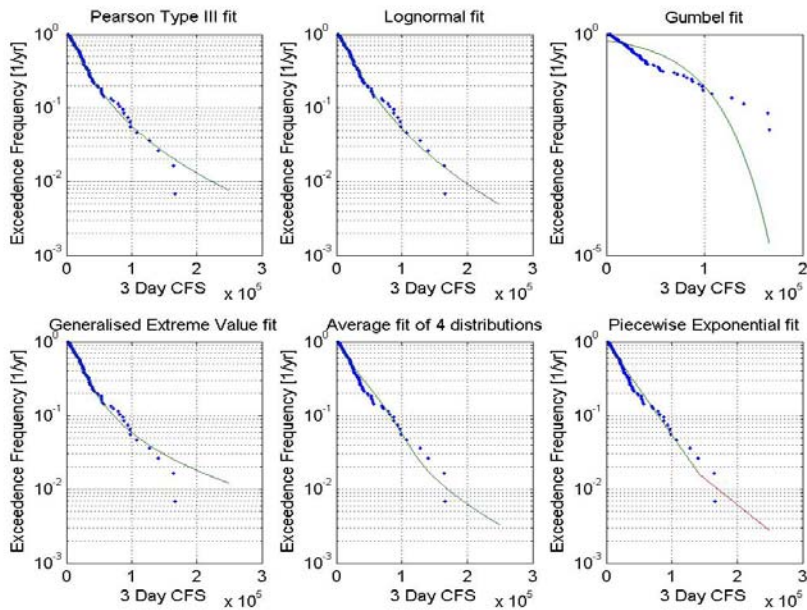 Pearson Type III fit
Exceedence Frequency [1/yr]
10^0
10^-1
10^-2
10^-3
0 1 2 3
3 Day CFS
x 10^5
Lognormal fit
Exceedence Frequency [1/yr]
10^0
10^-1
10^-2
10^-3
0 1 2 3
3 Day CFS
x 10^5
Gumbel fit
Exceedence Frequency [1/yr]
10^0
10^-5
0 1 2
3 Day CFS
x 10^5
Generalised Extreme Value fit
Exceedence Frequency [1/yr]
10^0
10^-1
10^-2
10^-3
0 1 2 3
3 Day CFS
x 10^5
Average fit of 4 distributions
Exceedence Frequency [1/yr]
10^0
10^-1
10^-2
10^-3
0 1 2 3
3 Day CFS
x 10^5
Piecewise Exponential fit
Exceedence Frequency [1/yr]
10^0
10^-1
10^-2
10^-3
0 1 2 3
3 Day CFS
x 10^5